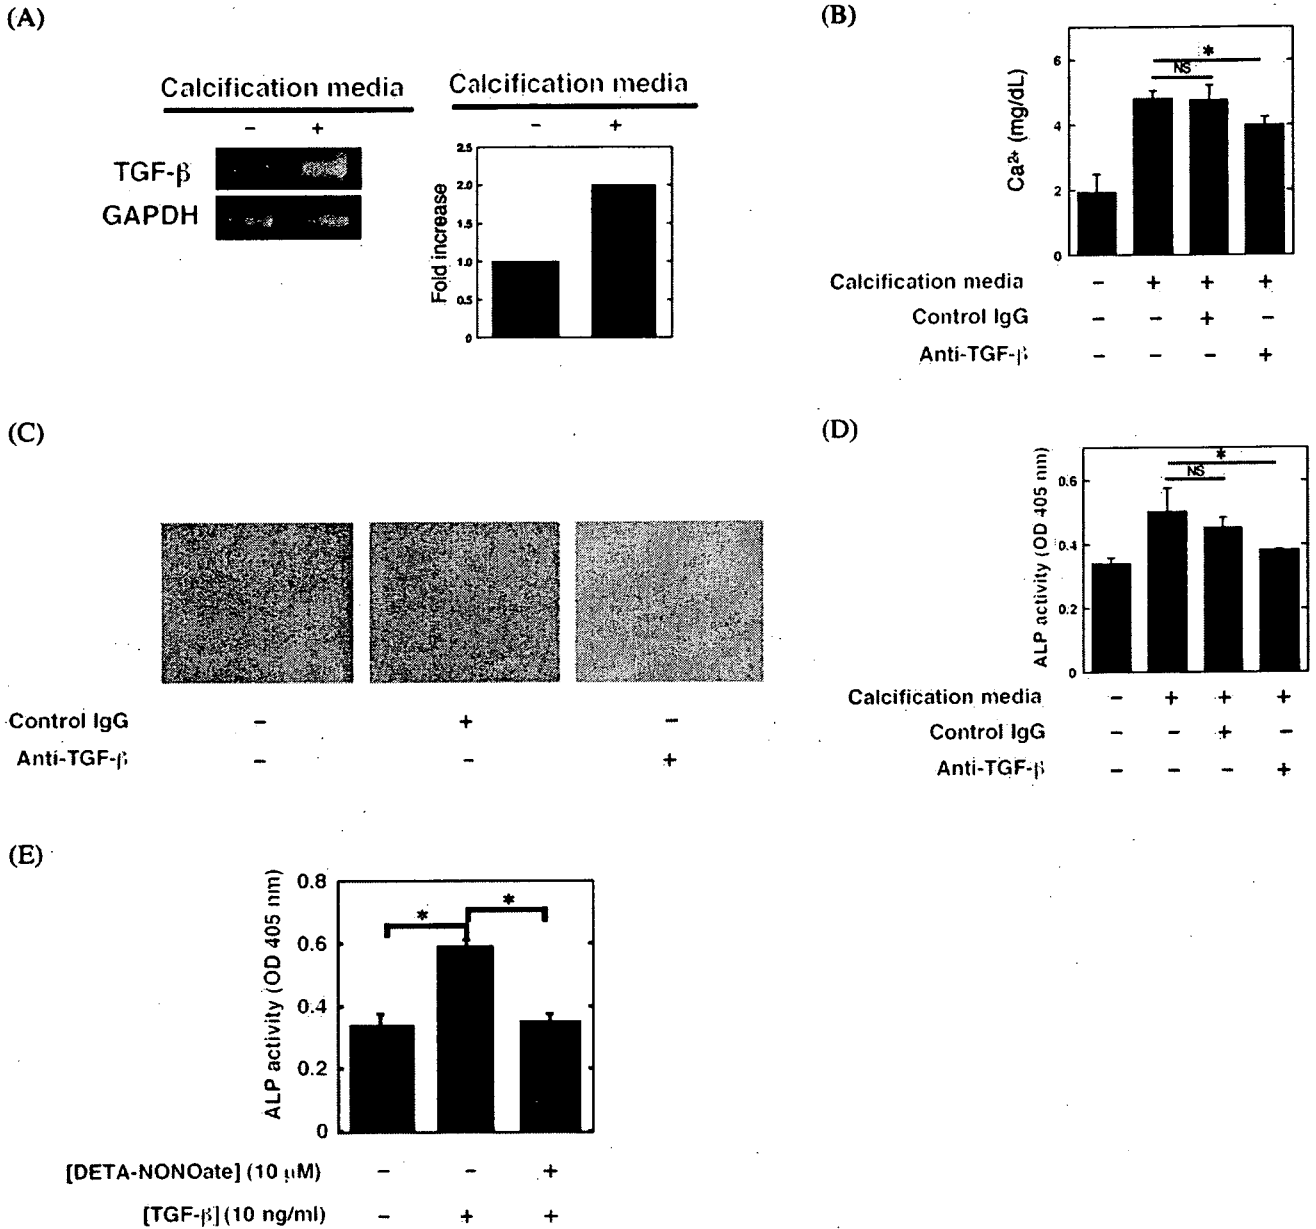 (A)
Calcification media
− +
TGF-β
GAPDH
Calcification media
− +
Fold increase
2.5
2.0
1.5
1.0
0.5
0
(B)
Ca²⁺ (mg/dL)
6
4
2
0
*
NS
Calcification media − + + +
Control IgG − − + −
Anti-TGF-β − − − +
(C)
Control IgG − + −
Anti-TGF-β − − +
(D)
ALP activity (OD 405 nm)
0.6
0.4
0.2
0
*
NS
Calcification media − + + +
Control IgG − − + −
Anti-TGF-β − − − +
(E)
ALP activity (OD 405 nm)
0.8
0.6
0.4
0.2
0
* *
[DETA-NONOate] (10 μM) − − +
[TGF-β] (10 ng/ml) − + +